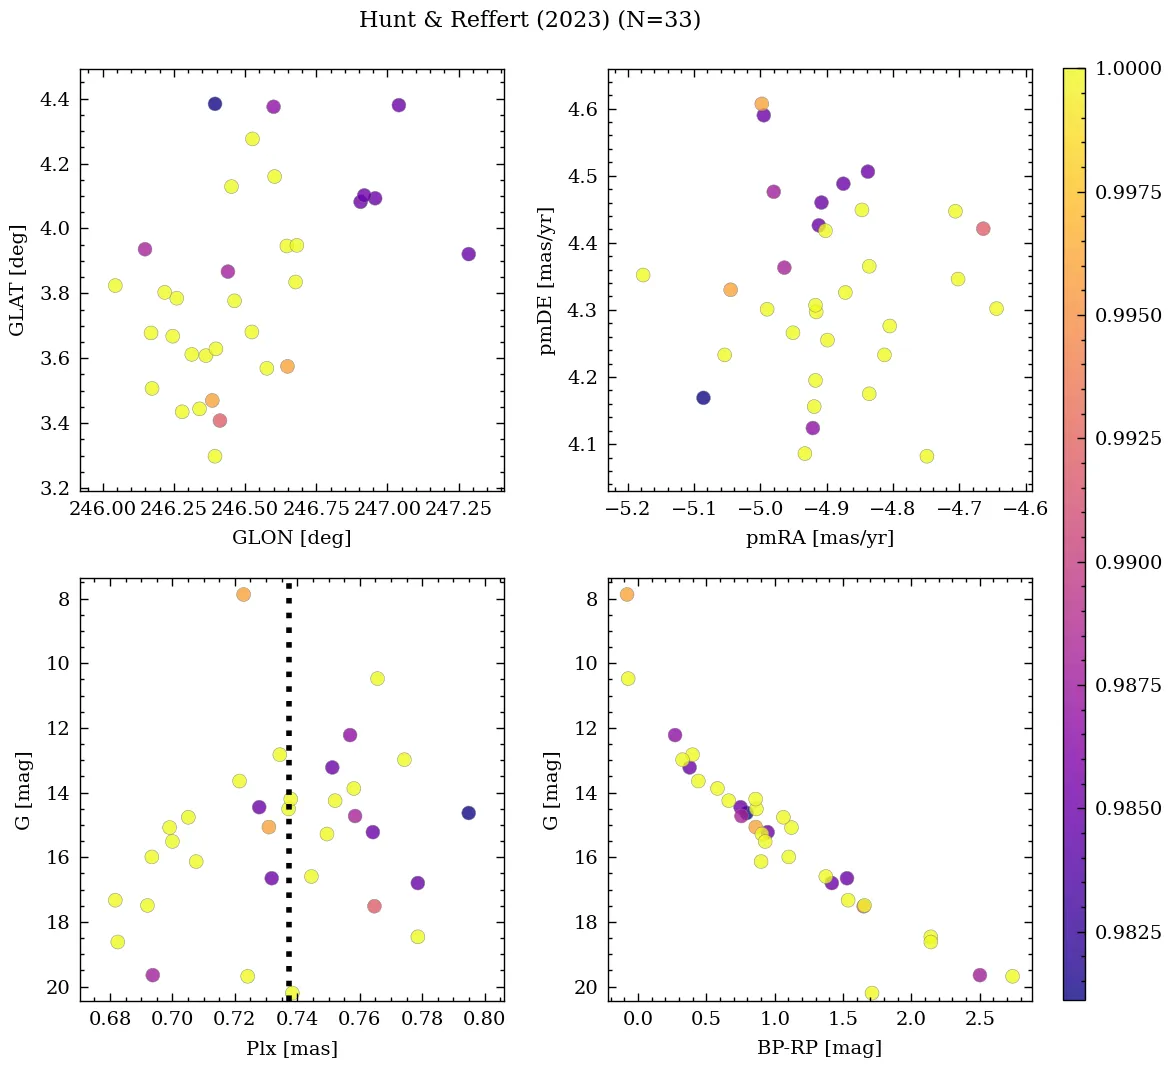 Hunt & Reffert (2023) (N=33)
4.4
4.2
4.0
3.8
3.6
3.4
3.2
GLAT [deg]
246.00 246.25 246.50 246.75 247.00 247.25
GLON [deg]
4.6
4.5
4.4
4.3
4.2
4.1
pmDE [mas/yr]
−5.2 −5.1 −5.0 −4.9 −4.8 −4.7 −4.6
pmRA [mas/yr]
8
10
12
14
16
18
20
G [mag]
0.68 0.70 0.72 0.74 0.76 0.78 0.80
Plx [mas]
8
10
12
14
16
18
20
G [mag]
0.0 0.5 1.0 1.5 2.0 2.5
BP-RP [mag]
1.0000
0.9975
0.9950
0.9925
0.9900
0.9875
0.9850
0.9825